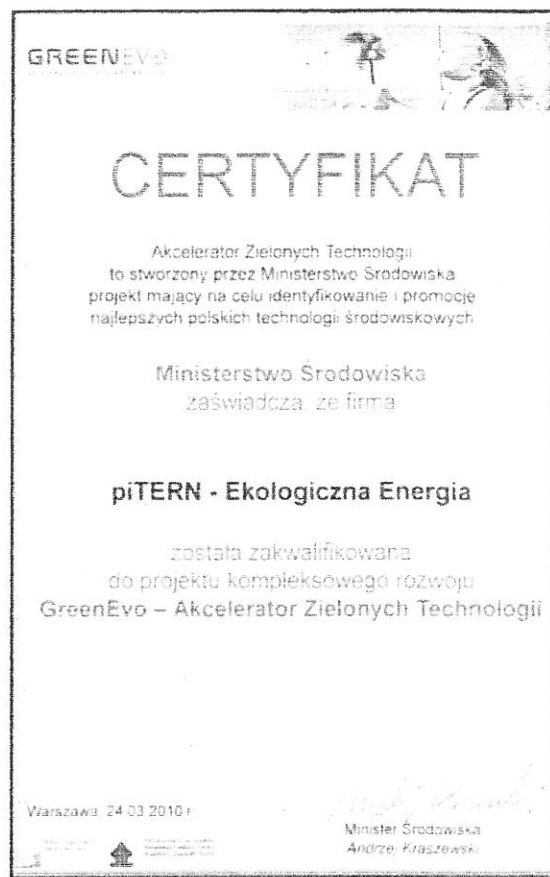 GREENEVO
CERTYFIKAT
Akcelerator Zielonych Technologii
to stworzony przez Ministerstwo Środowiska
projekt mający na celu identyfikowanie i promocję
najlepszych polskich technologii środowiskowych
Ministerstwo Środowiska
zaświadcza, że firma
piTERN - Ekologiczna Energia
została zakwalifikowana
do projektu kompleksowego rozwoju
GreenEvo – Akcelerator Zielonych Technologii
Warszawa, 24.03.2010 r.
Minister Środowiska
Andrzej Kraszewski